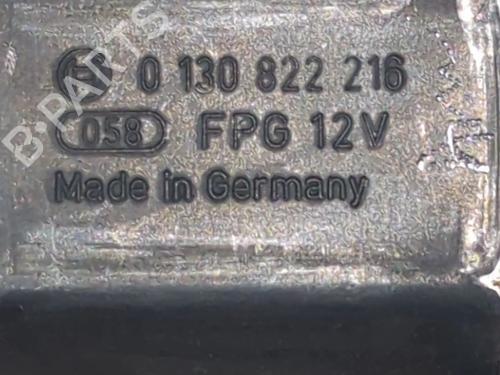 B-PARTS
0 130 822 216
058 FPG 12V
Made in Germany